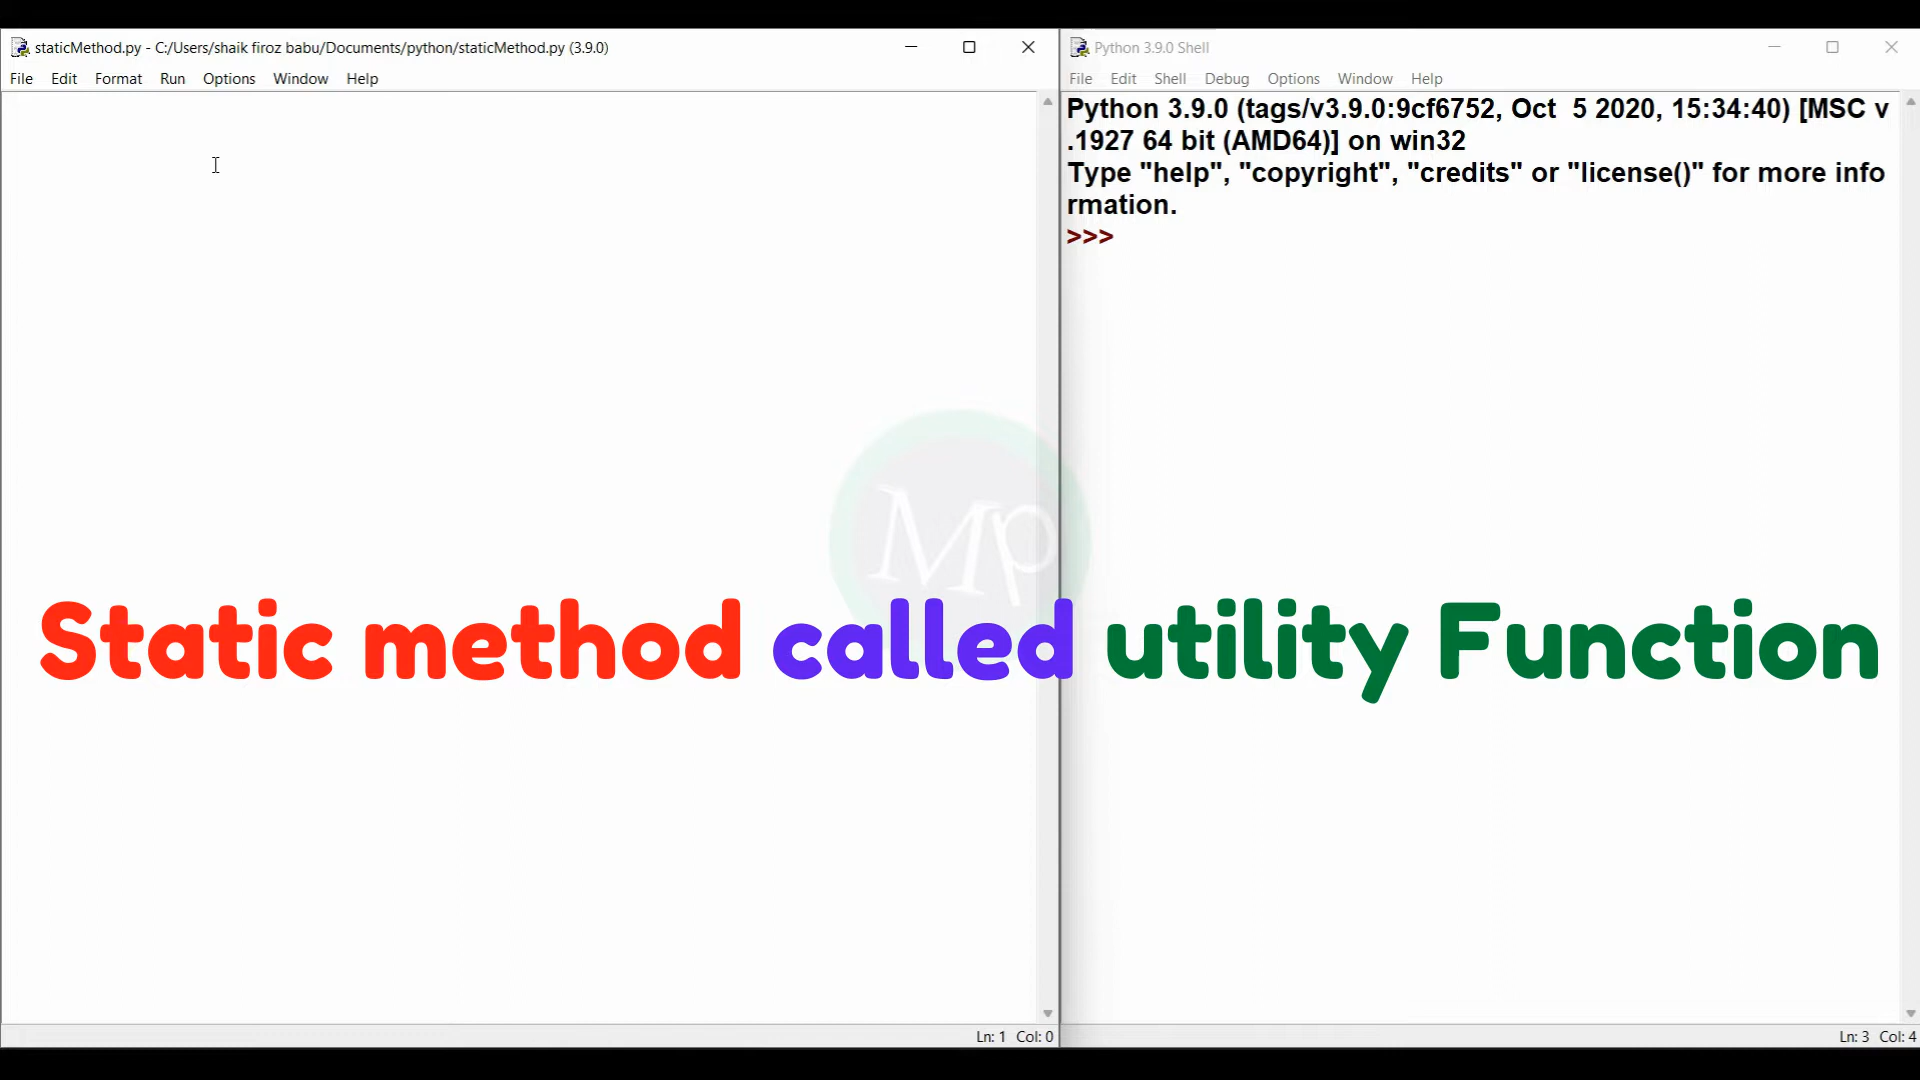 staticMethod.py - C:/Users/shaik firoz babu/Documents/python/staticMethod.py (3.9.0)
File Edit Format Run Options Window Help
Ln: 1 Col: 0
Python 3.9.0 Shell
File Edit Shell Debug Options Window Help
Python 3.9.0 (tags/v3.9.0:9cf6752, Oct  5 2020, 15:34:40) [MSC v
.1927 64 bit (AMD64)] on win32
Type "help", "copyright", "credits" or "license()" for more info
rmation.
>>>
Mp
Static method called utility Function
Ln: 3 Col: 4